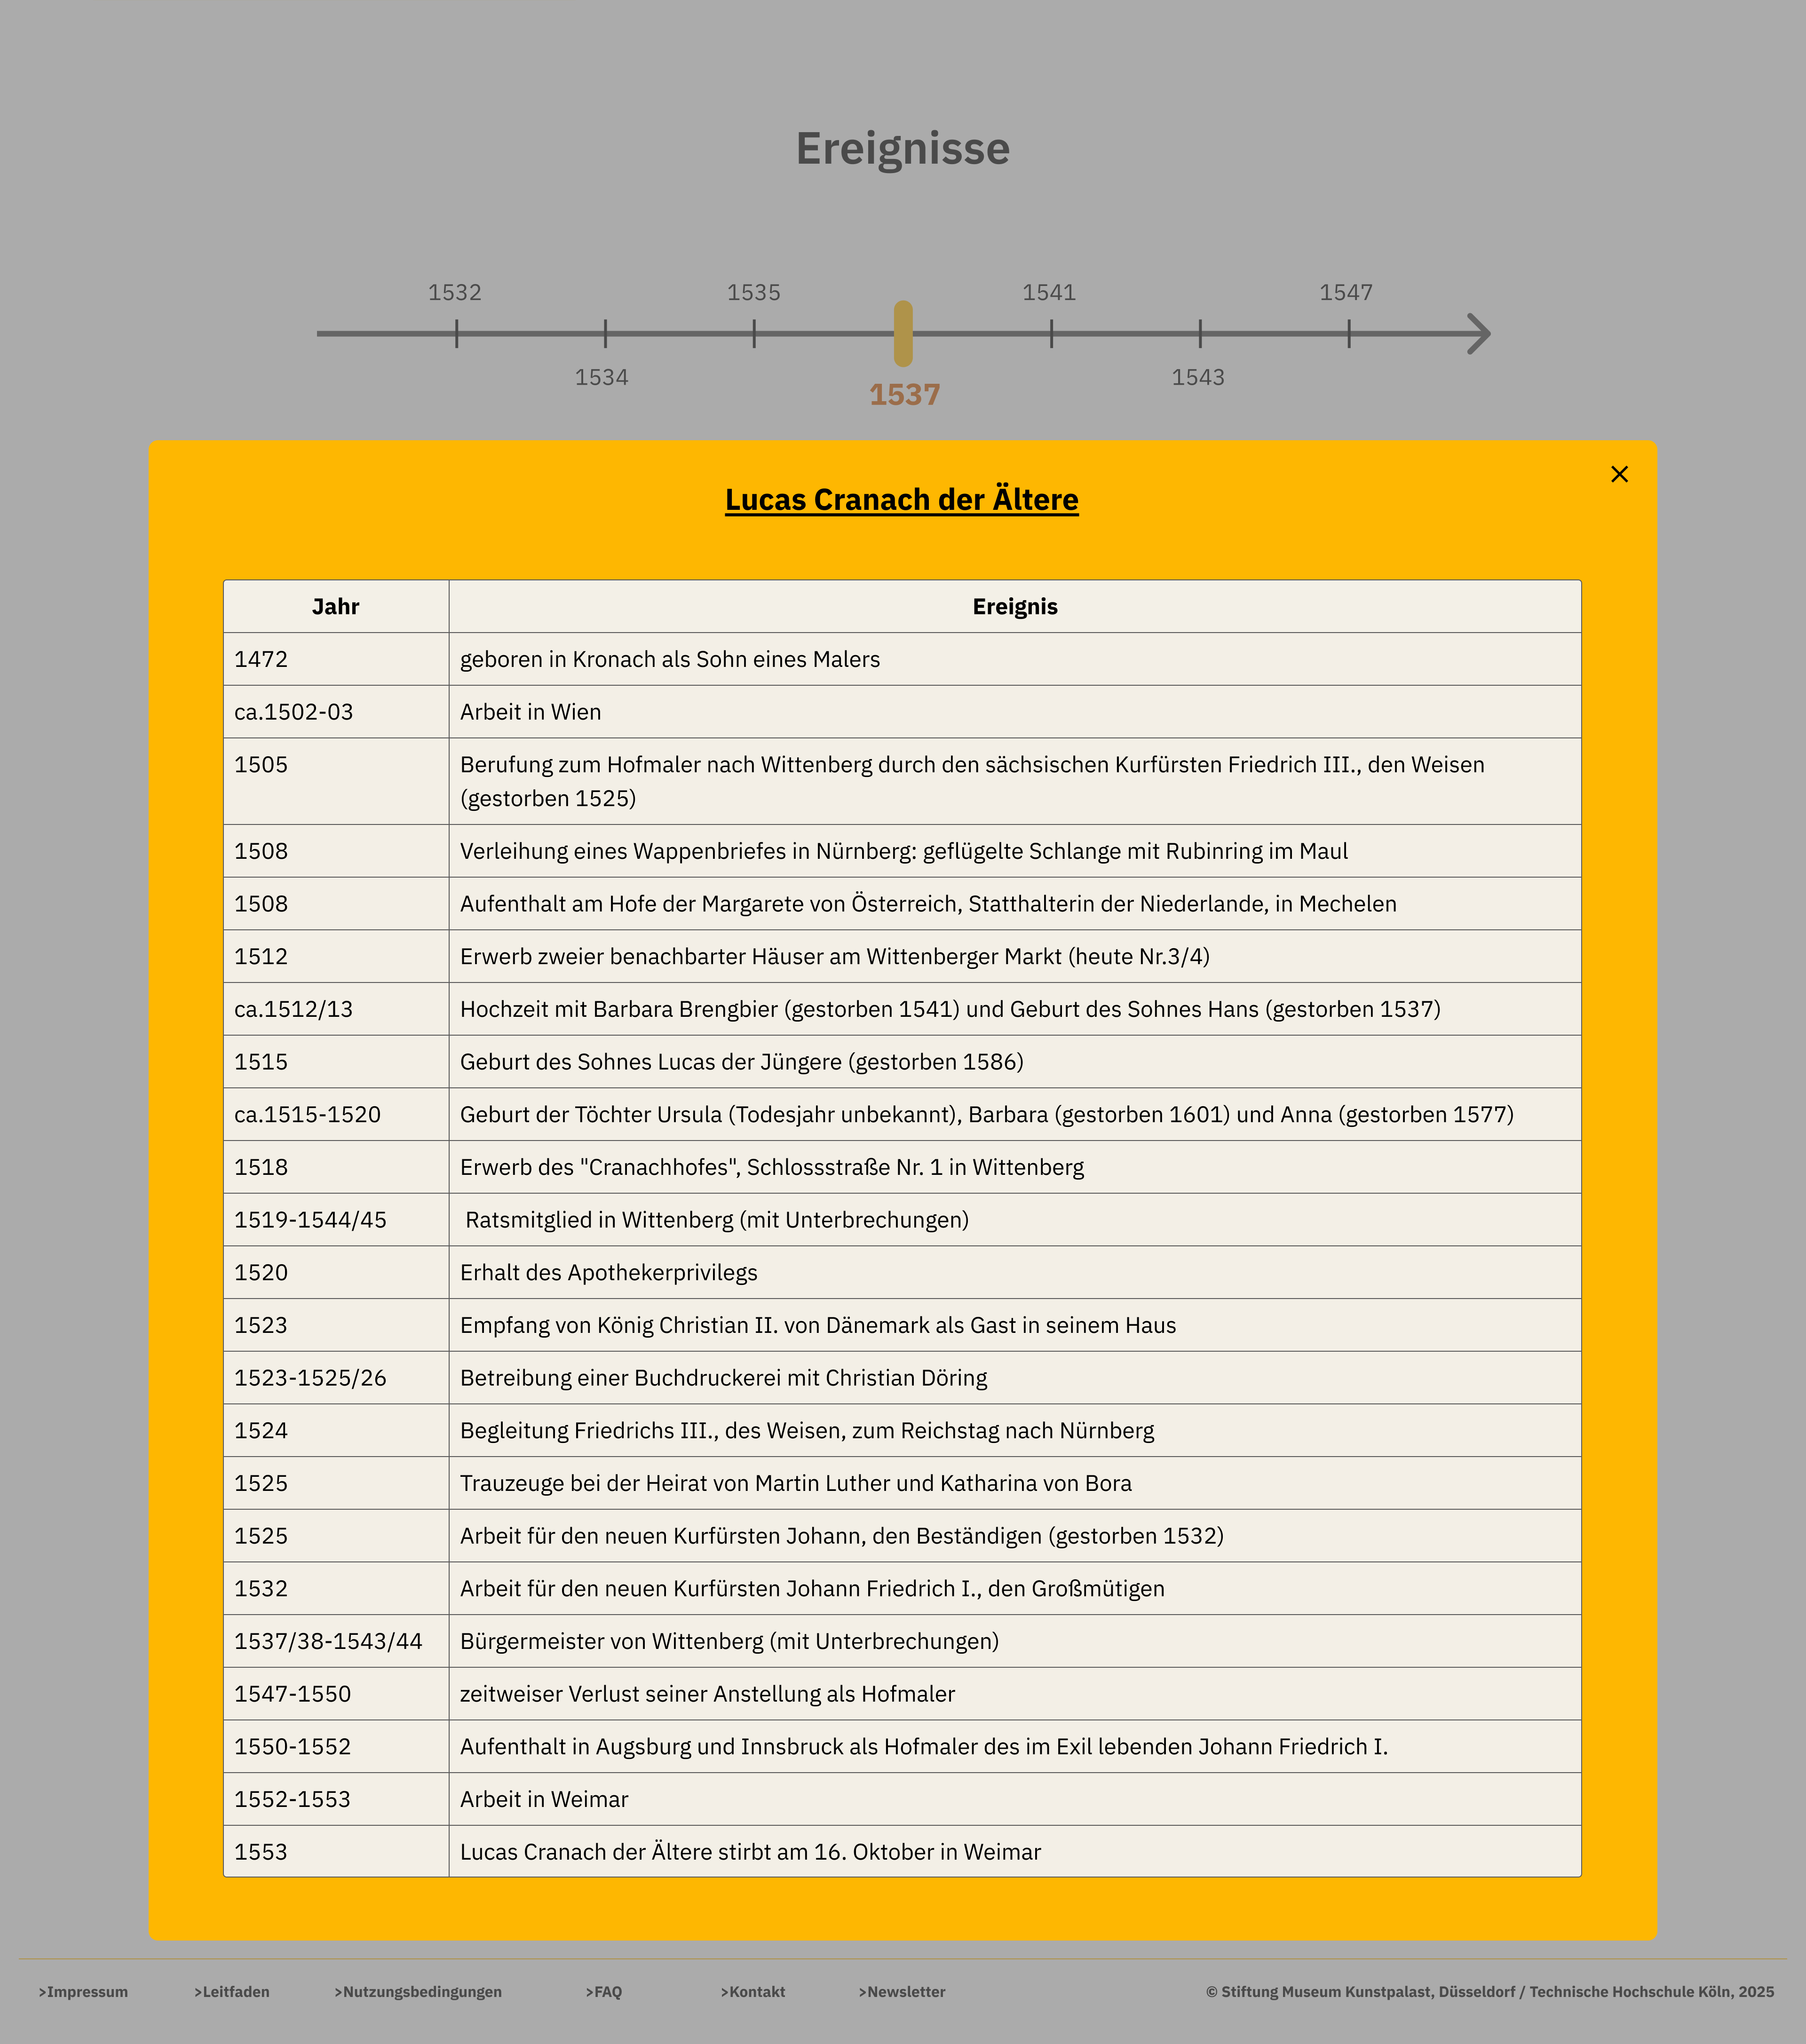 Ereignisse
1532 1535 1541 1547
1534 1537 1543
Lucas Cranach der Ältere
Jahr Ereignis
1472 geboren in Kronach als Sohn eines Malers
ca.1502-03 Arbeit in Wien
1505 Berufung zum Hofmaler nach Wittenberg durch den sächsischen Kurfürsten Friedrich III., den Weisen
(gestorben 1525)
1508 Verleihung eines Wappenbriefes in Nürnberg: geflügelte Schlange mit Rubinring im Maul
1508 Aufenthalt am Hofe der Margarete von Österreich, Statthalterin der Niederlande, in Mechelen
1512 Erwerb zweier benachbarter Häuser am Wittenberger Markt (heute Nr.3/4)
ca.1512/13 Hochzeit mit Barbara Brengbier (gestorben 1541) und Geburt des Sohnes Hans (gestorben 1537)
1515 Geburt des Sohnes Lucas der Jüngere (gestorben 1586)
ca.1515-1520 Geburt der Töchter Ursula (Todesjahr unbekannt), Barbara (gestorben 1601) und Anna (gestorben 1577)
1518 Erwerb des "Cranachhofes", Schlossstraße Nr. 1 in Wittenberg
1519-1544/45 Ratsmitglied in Wittenberg (mit Unterbrechungen)
1520 Erhalt des Apothekerprivilegs
1523 Empfang von König Christian II. von Dänemark als Gast in seinem Haus
1523-1525/26 Betreibung einer Buchdruckerei mit Christian Döring
1524 Begleitung Friedrichs III., des Weisen, zum Reichstag nach Nürnberg
1525 Trauzeuge bei der Heirat von Martin Luther und Katharina von Bora
1525 Arbeit für den neuen Kurfürsten Johann, den Beständigen (gestorben 1532)
1532 Arbeit für den neuen Kurfürsten Johann Friedrich I., den Großmütigen
1537/38-1543/44 Bürgermeister von Wittenberg (mit Unterbrechungen)
1547-1550 zeitweiser Verlust seiner Anstellung als Hofmaler
1550-1552 Aufenthalt in Augsburg und Innsbruck als Hofmaler des im Exil lebenden Johann Friedrich I.
1552-1553 Arbeit in Weimar
1553 Lucas Cranach der Ältere stirbt am 16. Oktober in Weimar
>Impressum >Leitfaden >Nutzungsbedingungen >FAQ >Kontakt >Newsletter © Stiftung Museum Kunstpalast, Düsseldorf / Technische Hochschule Köln, 2025